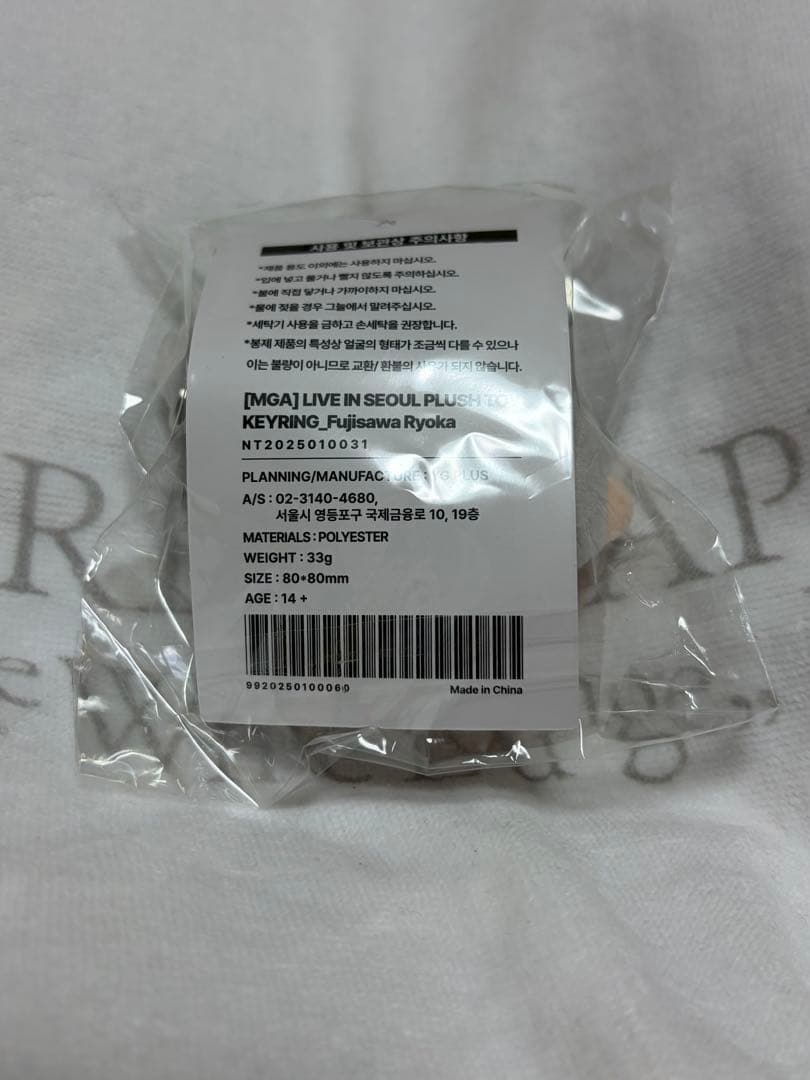 사용 및 보관상 주의사항
*제품 용도 이외에는 사용하지 마십시오.
*입에 넣고 물거나 빨지 않도록 주의하십시오.
*불에 직접 닿거나 가까이하지 마십시오.
*물에 젖을 경우 그늘에서 말려주십시오.
*세탁기 사용을 금하고 손세탁을 권장합니다.
*봉제 제품의 특성상 얼굴의 형태가 조금씩 다를 수 있으나
이는 불량이 아니므로 교환/ 환불의 사유가 되지 않습니다.
[MGA] LIVE IN SEOUL PLUSH TO
KEYRING_Fujisawa Ryoka
NT2025010031
PLANNING/MANUFACTURE : YG PLUS
A/S : 02-3140-4680,
서울시 영등포구 국제금융로 10, 19층
MATERIALS : POLYESTER
WEIGHT : 33g
SIZE : 80*80mm
AGE : 14 +
9920250100060
Made in China
AP